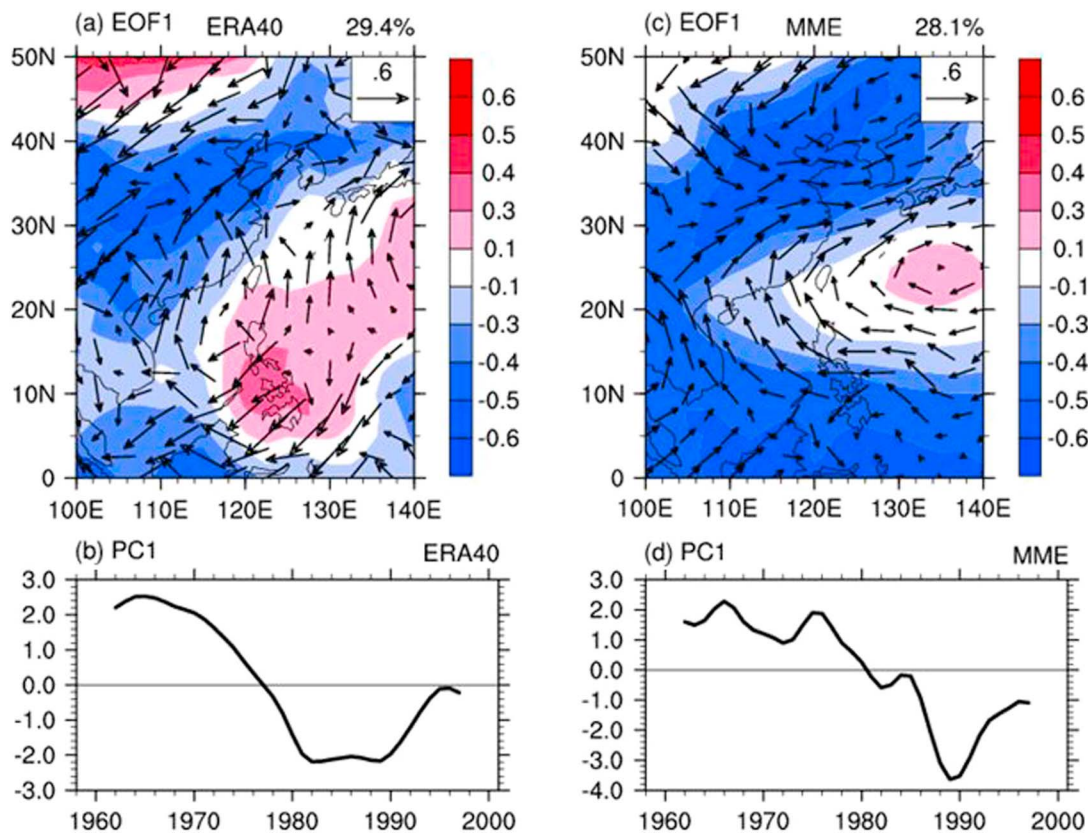 (a) EOF1 ERA40 29.4%
50N
40N
30N
20N
10N
0
.6
100E 110E 120E 130E 140E
0.6
0.5
0.4
0.3
0.1
-0.1
-0.3
-0.4
-0.5
-0.6
(c) EOF1 MME 28.1%
50N
40N
30N
20N
10N
0
.6
100E 110E 120E 130E 140E
0.6
0.5
0.4
0.3
0.1
-0.1
-0.3
-0.4
-0.5
-0.6
(b) PC1 ERA40
3.0
2.0
1.0
0.0
-1.0
-2.0
-3.0
1960 1970 1980 1990 2000
(d) PC1 MME
3.0
2.0
1.0
0.0
-1.0
-2.0
-3.0
-4.0
1960 1970 1980 1990 2000